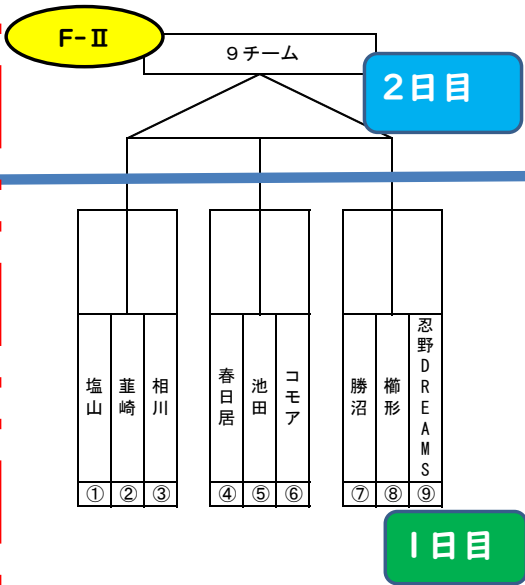 F-Ⅱ
9チーム
2日目
塩山
韮崎
相川
春日居
池田
コモア
勝沼
櫛形
忍野DREAMS
①
②
③
④
⑤
⑥
⑦
⑧
⑨
1日目